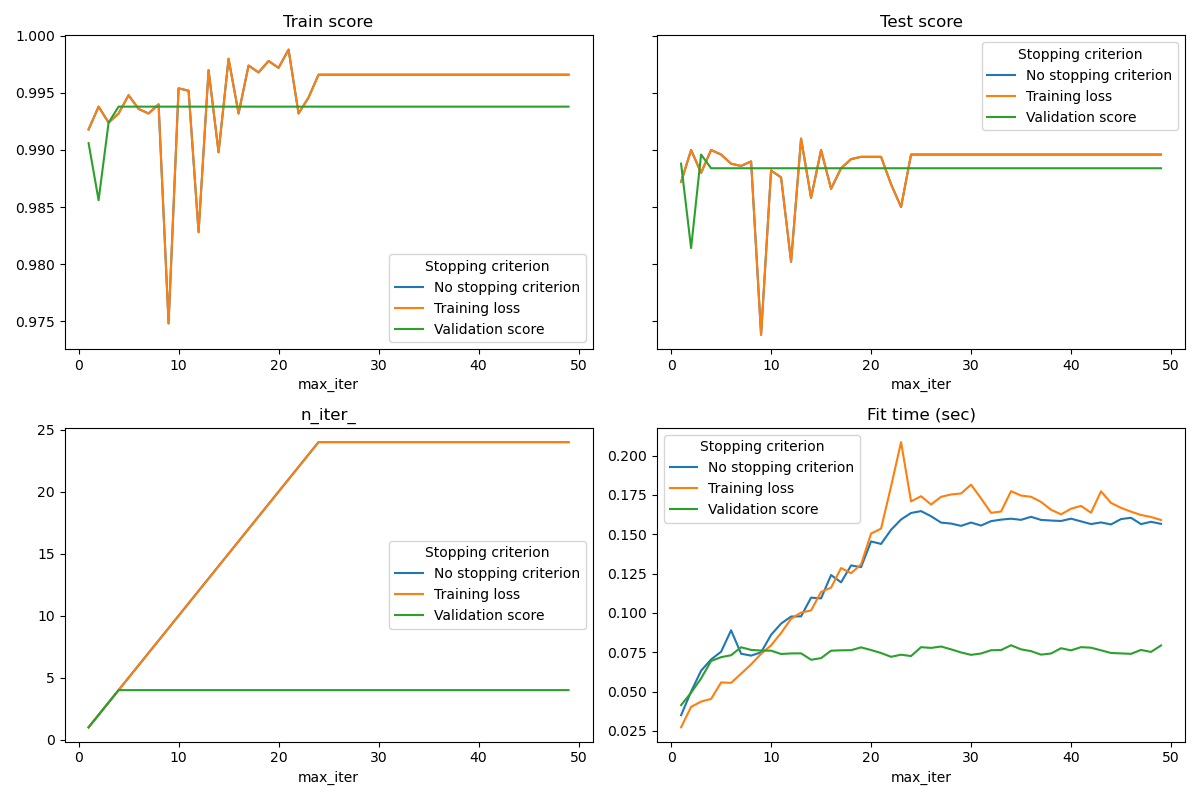 Train score
1.000
0.995
0.990
0.985
0.980
0.975
Stopping criterion
No stopping criterion
Training loss
Validation score
0 10 20 30 40 50
max_iter
Test score
Stopping criterion
No stopping criterion
Training loss
Validation score
0 10 20 30 40 50
max_iter
n_iter_
25
20
15
10
5
0
Stopping criterion
No stopping criterion
Training loss
Validation score
0 10 20 30 40 50
max_iter
Fit time (sec)
0.200
0.175
0.150
0.125
0.100
0.075
0.050
0.025
Stopping criterion
No stopping criterion
Training loss
Validation score
0 10 20 30 40 50
max_iter